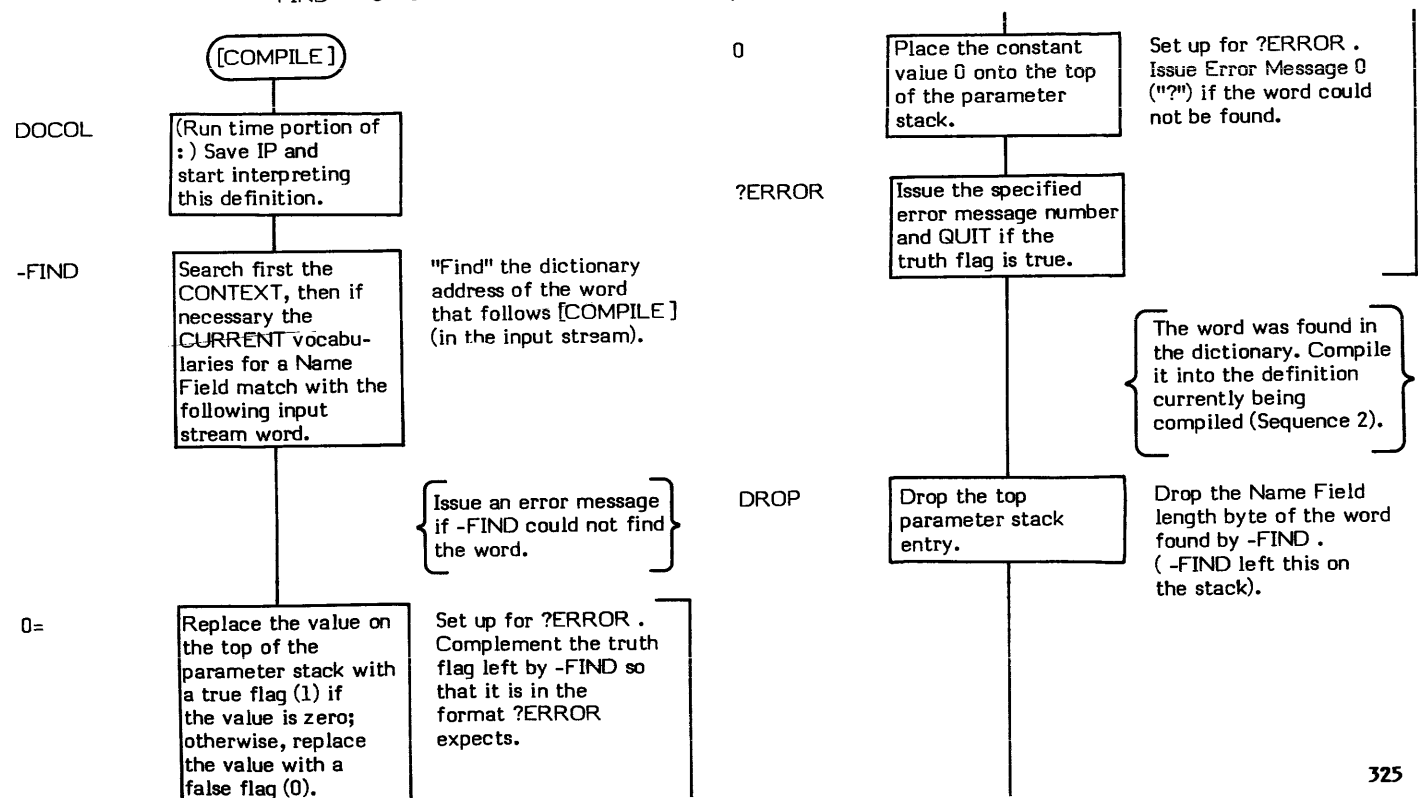 -FIND
[COMPILE]
DOCOL
(Run time portion of
: ) Save IP and
start interpreting
this definition.
-FIND
Search first the
CONTEXT, then if
necessary the
CURRENT vocabu-
laries for a Name
Field match with the
following input
stream word.
"Find" the dictionary
address of the word
that follows [COMPILE]
(in the input stream).
Issue an error message
if -FIND could not find
the word.
0=
Replace the value on
the top of the
parameter stack with
a true flag (1) if
the value is zero;
otherwise, replace
the value with a
false flag (0).
Set up for ?ERROR .
Complement the truth
flag left by -FIND so
that it is in the
format ?ERROR
expects.
0
Place the constant
value 0 onto the top
of the parameter
stack.
Set up for ?ERROR .
Issue Error Message 0
("?") if the word could
not be found.
?ERROR
Issue the specified
error message number
and QUIT if the
truth flag is true.
The word was found in
the dictionary. Compile
it into the definition
currently being
compiled (Sequence 2).
DROP
Drop the top
parameter stack
entry.
Drop the Name Field
length byte of the word
found by -FIND .
( -FIND left this on
the stack).
325